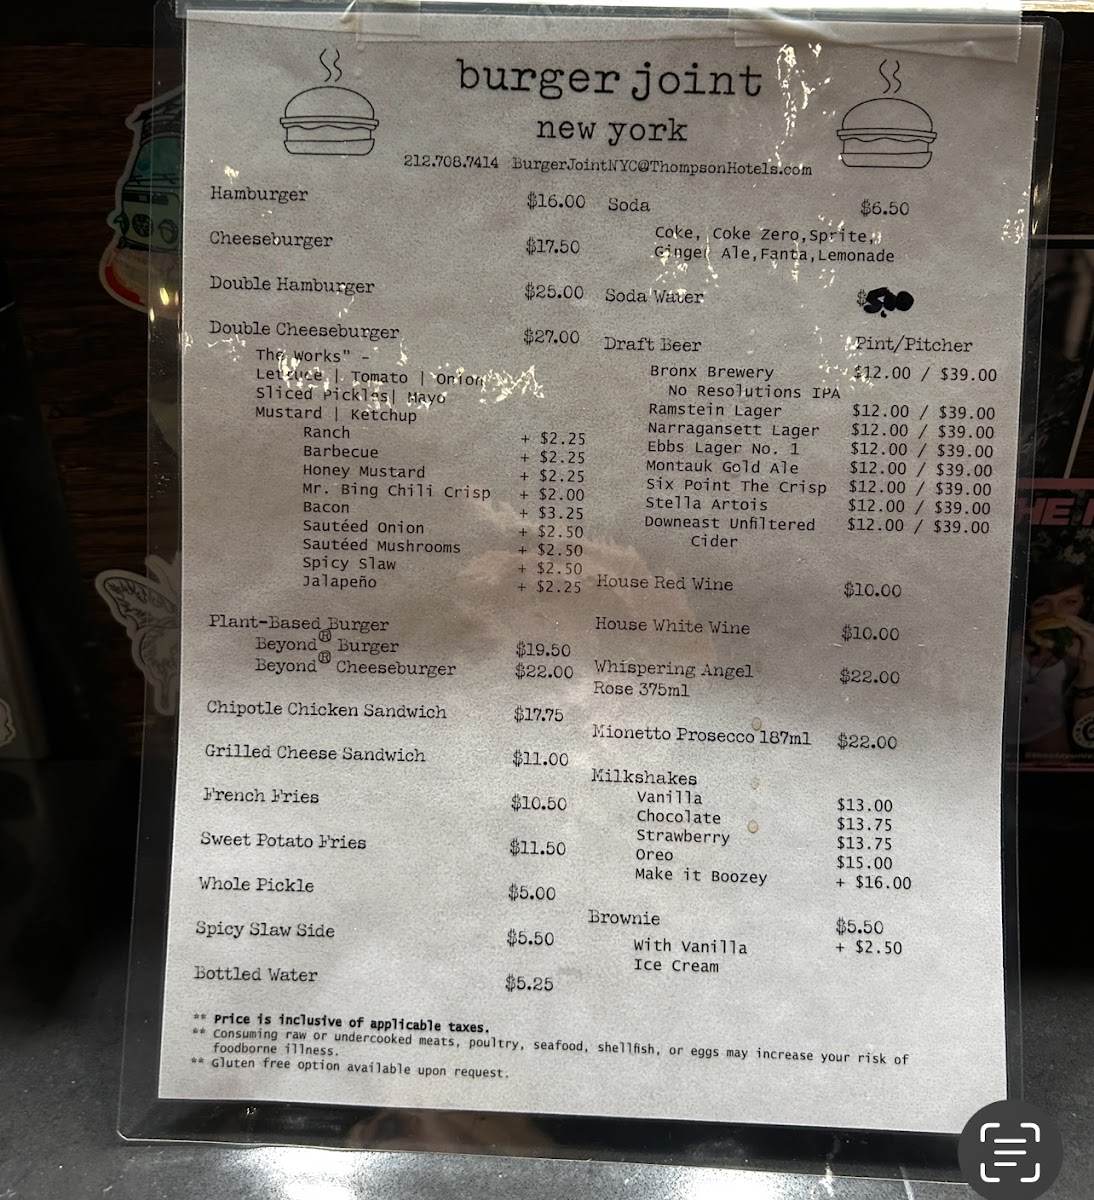 burger joint
new york
212.708.7414 BurgerJointNYC@ThompsonHotels.com
Hamburger $16.00
Cheeseburger $17.50
Double Hamburger $25.00
Double Cheeseburger $27.00
The Works" -
Lettuce | Tomato | Onion
Sliced Pickles| Mayo
Mustard | Ketchup
Ranch + $2.25
Barbecue + $2.25
Honey Mustard + $2.25
Mr. Bing Chili Crisp + $2.00
Bacon + $3.25
Sautéed Onion + $2.50
Sautéed Mushrooms + $2.50
Spicy Slaw + $2.50
Jalapeño + $2.25
Plant-Based Burger
Beyond® Burger $19.50
Beyond® Cheeseburger $22.00
Chipotle Chicken Sandwich $17.75
Grilled Cheese Sandwich $11.00
French Fries $10.50
Sweet Potato Fries $11.50
Whole Pickle $5.00
Spicy Slaw Side $5.50
Bottled Water $5.25
Soda $6.50
Coke, Coke Zero,Sprite,
Ginger Ale,Fanta,Lemonade
Soda Water $
Draft Beer Pint/Pitcher
Bronx Brewery $12.00 / $39.00
No Resolutions IPA
Ramstein Lager $12.00 / $39.00
Narragansett Lager $12.00 / $39.00
Ebbs Lager No. 1 $12.00 / $39.00
Montauk Gold Ale $12.00 / $39.00
Six Point The Crisp $12.00 / $39.00
Stella Artois $12.00 / $39.00
Downeast Unfiltered $12.00 / $39.00
Cider
House Red Wine $10.00
House White Wine $10.00
Whispering Angel $22.00
Rose 375ml
Mionetto Prosecco 187ml $22.00
Milkshakes
Vanilla $13.00
Chocolate $13.75
Strawberry $13.75
Oreo $15.00
Make it Boozey + $16.00
Brownie $5.50
With Vanilla + $2.50
Ice Cream
** Price is inclusive of applicable taxes.
** Consuming raw or undercooked meats, poultry, seafood, shellfish, or eggs may increase your risk of
foodborne illness.
** Gluten free option available upon request.